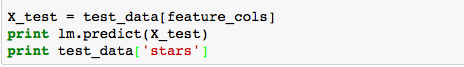 X_test = test_data[feature_cols]
print lm.predict(X_test)
print test_data['stars']